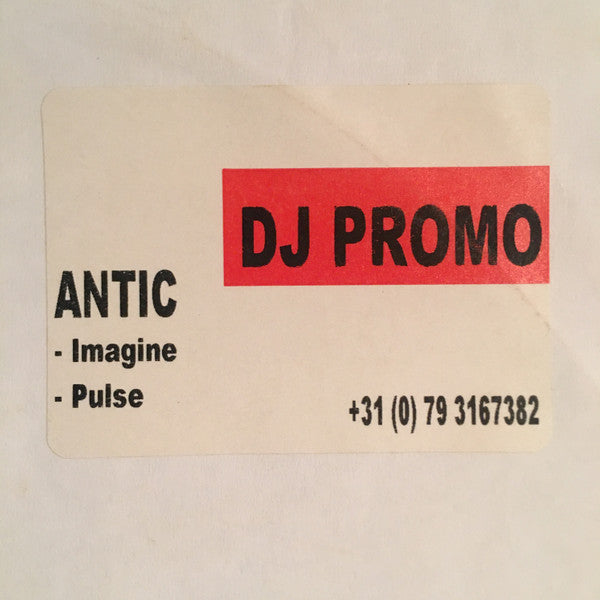 DJ PROMO
ANTIC
- Imagine
- Pulse
+31 (0) 79 3167382